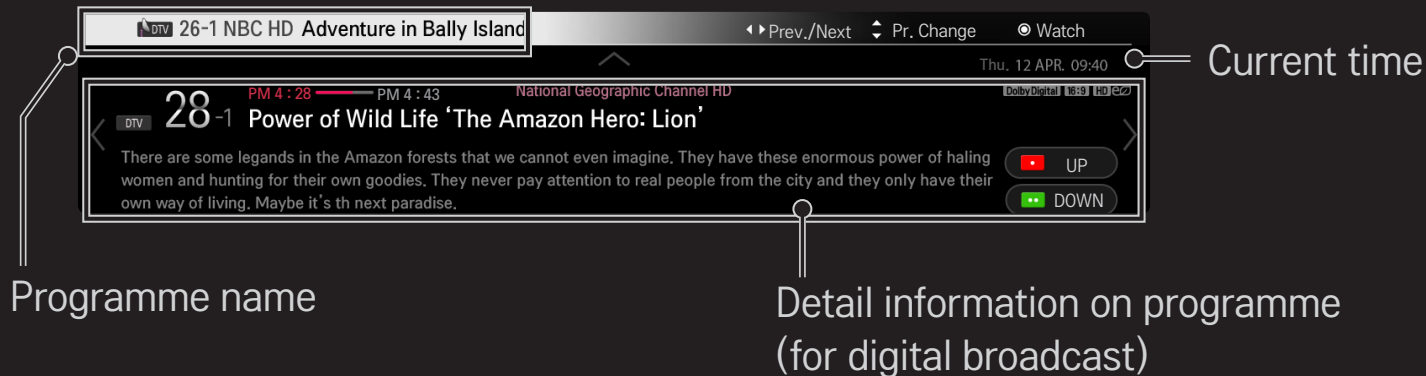 DTV 26-1 NBC HD Adventure in Bally Island
Prev./Next Pr. Change Watch
Thu. 12 APR. 09:40
Current time
PM 4 : 28 PM 4 : 43 National Geographic Channel HD Dolby Digital 16:9 HD
DTV 28-1 Power of Wild Life ‘The Amazon Hero: Lion’
There are some legands in the Amazon forests that we cannot even imagine. They have these enormous power of haling
women and hunting for their own goodies. They never pay attention to real people from the city and they only have their
own way of living. Maybe it's th next paradise.
UP
DOWN
Programme name
Detail information on programme
(for digital broadcast)